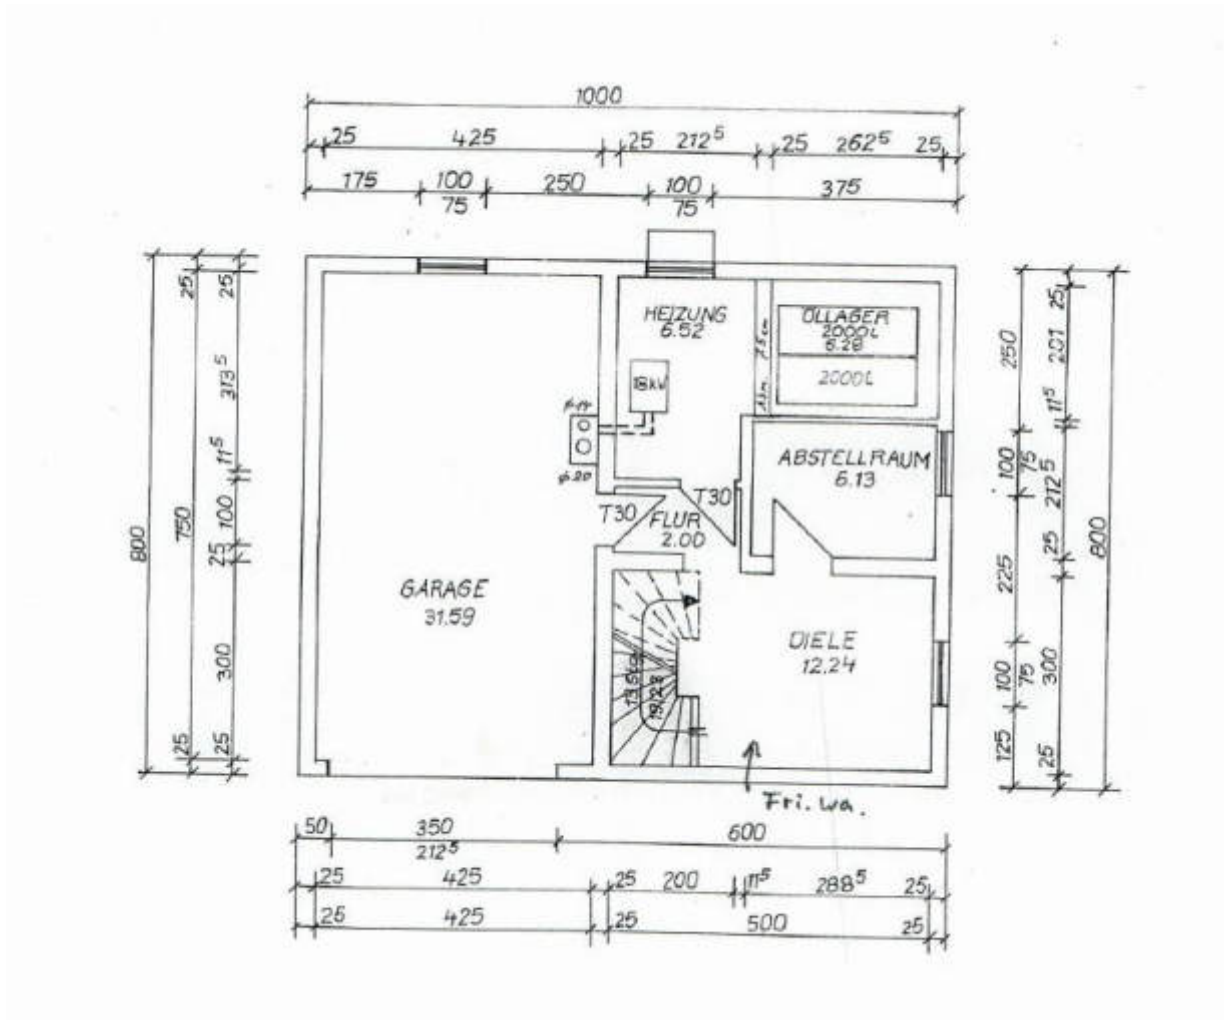 1000
25 425 25 212⁵ 25 262⁵ 25
175 100 250 100 375
75 75
800
25 750 25
25 313⁵ 11⁵ 100 25 300 25
HEIZUNG
6.52
ÖLLAGER
2000L
6.28
2000L
18kW
ϕ 20
ABSTELLRAUM
6.13
T30
T30
FLUR
2.00
GARAGE
31.59
DIELE
12.24
Fri.wa.
250 100 225 100 125
75 75
25 201 11⁵ 212⁵ 25 300 25
800
50 350 600
212⁵
25 425 25 200 11⁵ 288⁵ 25
25 425 25 500 25